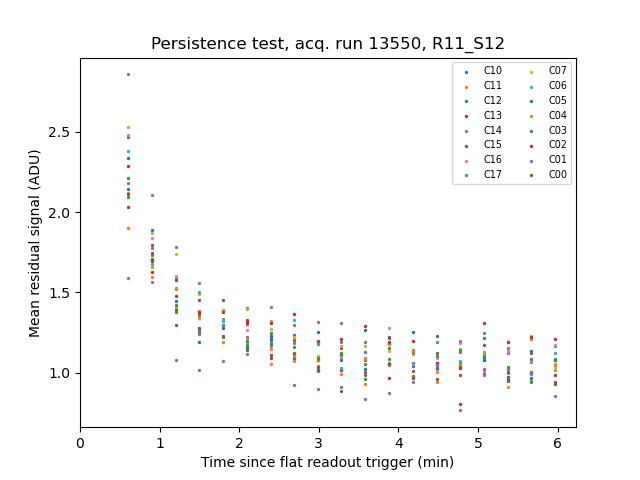 Persistence test, acq. run 13550, R11_S12
Mean residual signal (ADU)
2.5
2.0
1.5
1.0
C10 C07
C11 C06
C12 C05
C13 C04
C14 C03
C15 C02
C16 C01
C17 C00
0 1 2 3 4 5 6
Time since flat readout trigger (min)